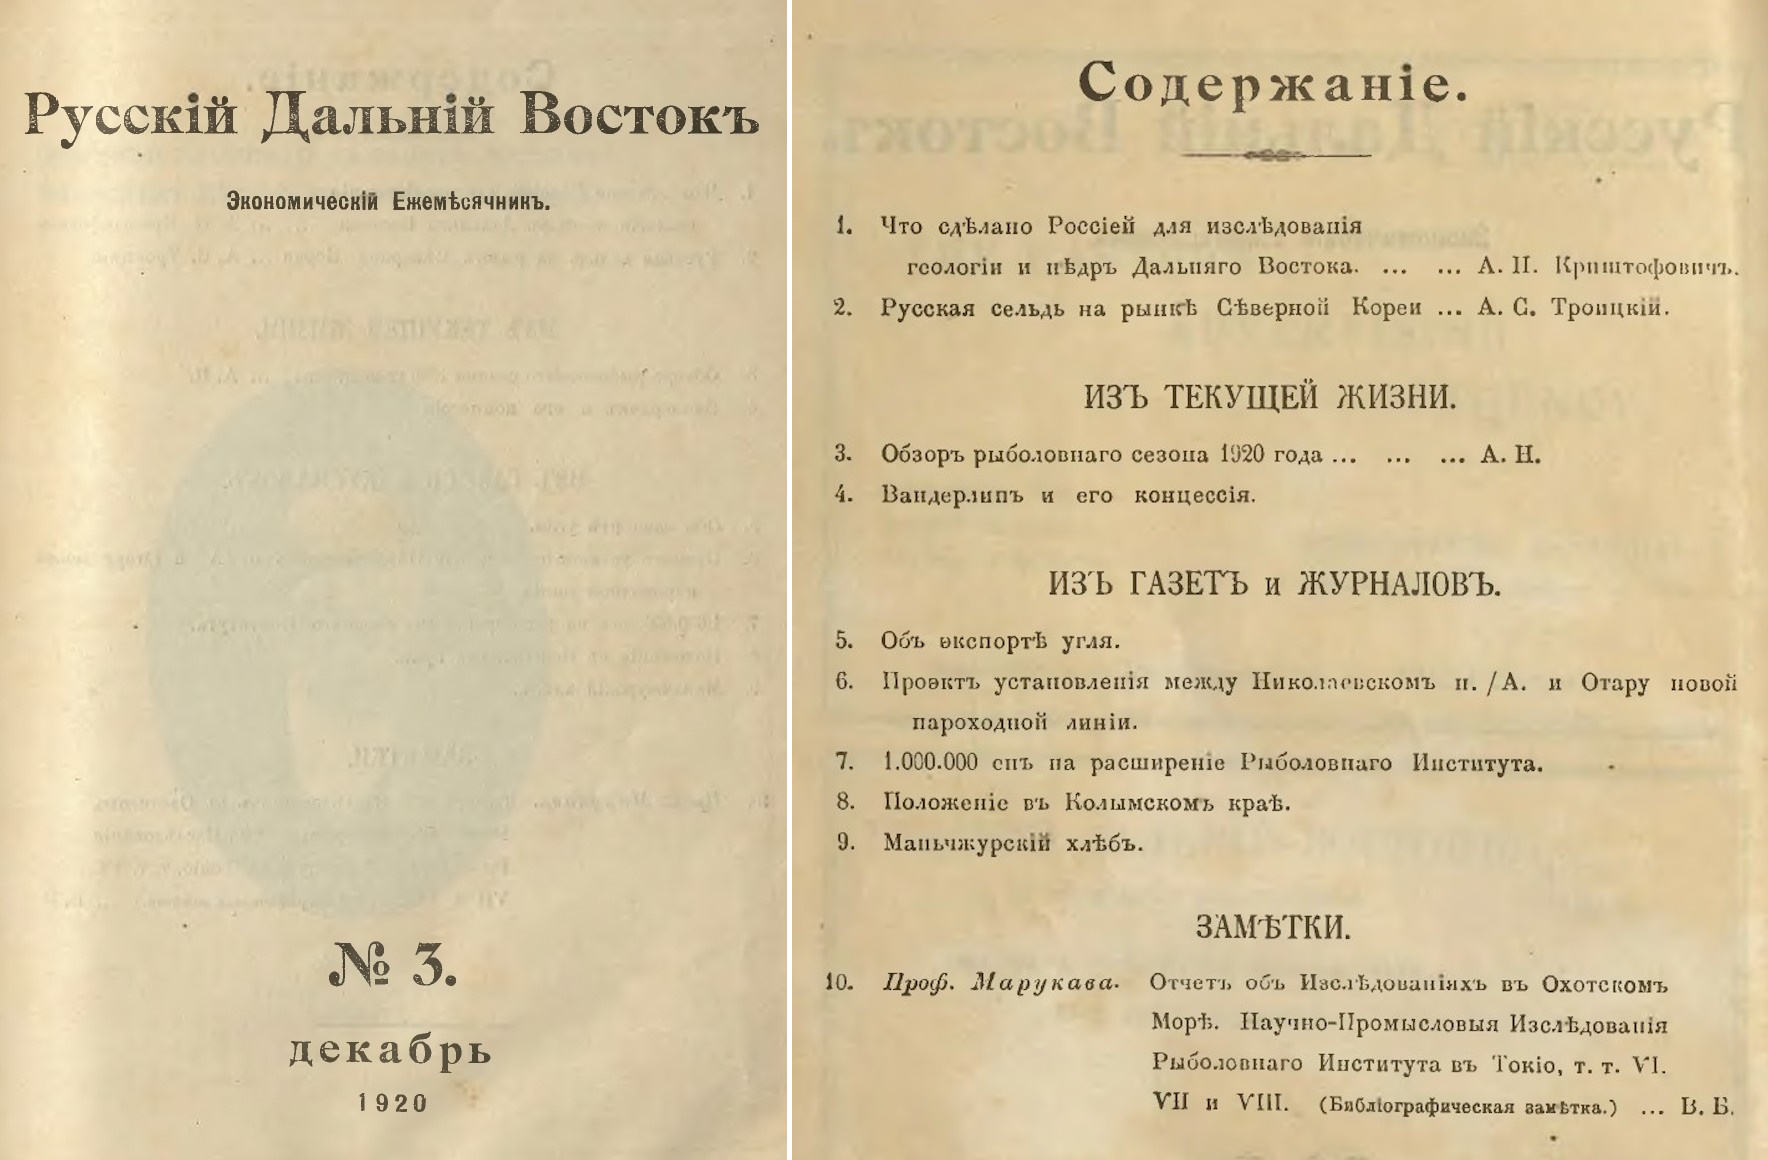 Русскій Дальній Востокъ
Экономическій Ежемѣсячникъ.
№ 3.
декабрь
1920
Содержаніе.
1. Что сдѣлано Россіей для изслѣдованія
геологіи и нѣдръ Дальняго Востока. ... ... А. Н. Криштофовичъ.
2. Русская сельдь на рынкѣ Сѣверной Кореи ... А. С. Троицкій.
ИЗЪ ТЕКУЩЕЙ ЖИЗНИ.
3. Обзоръ рыболовнаго сезона 1920 года ... ... ... А. Н.
4. Вандерлипъ и его концессія.
ИЗЪ ГАЗЕТЪ и ЖУРНАЛОВЪ.
5. Объ экспортѣ угля.
6. Проэктъ установленія между Николаевскомъ н. /А. и Отару новой
пароходной линіи.
7. 1.000.000 енъ на расширеніе Рыболовнаго Института.
8. Положеніе въ Колымскомъ краѣ.
9. Маньчжурскій хлѣбъ.
ЗАМѢТКИ.
10. Проф. Марукава. Отчетъ объ Изслѣдованіяхъ въ Охотскомъ
Морѣ. Научно-Промысловыя Изслѣдованія
Рыболовнаго Института въ Токіо, т. т. VI.
VII и VIII. (Библіографическая замѣтка.) ... В. Б.